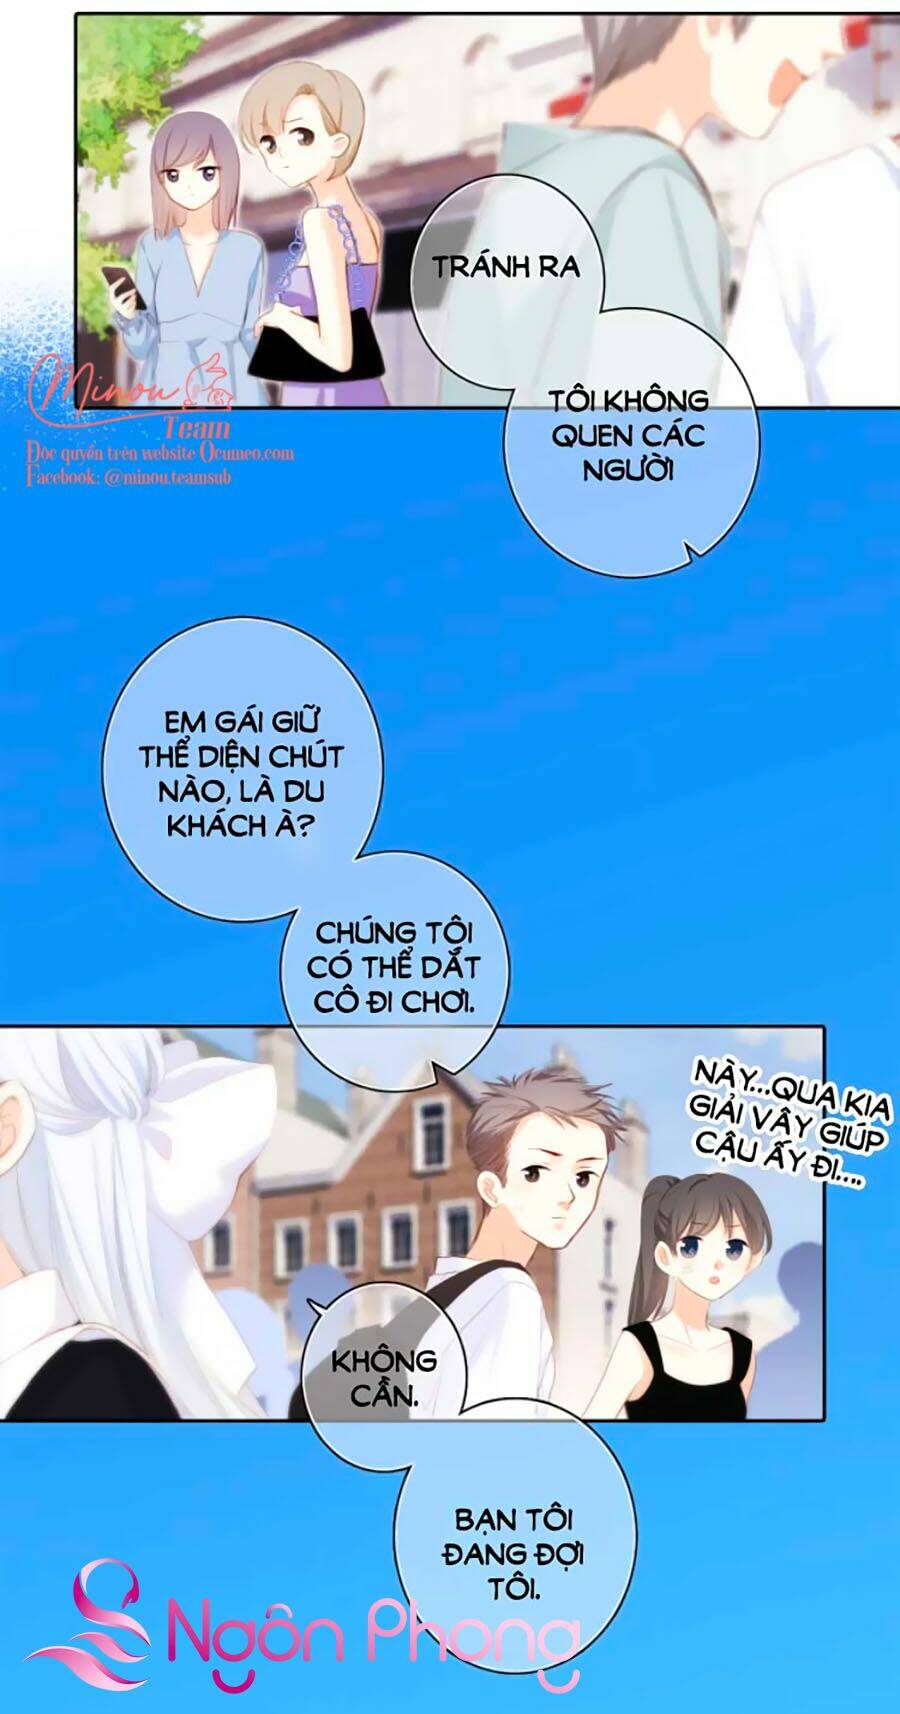 TRÁNH RA
TÔI KHÔNG
QUEN CÁC
NGƯỜI
Minou
Team
Độc quyền trên website Ocumeo.com
Facebook: @minou.teamsub
EM GÁI GIỮ
THỂ DIỆN CHÚT
NÀO, LÀ DU
KHÁCH À?
CHÚNG TÔI
CÓ THỂ DẮT
CÔ ĐI CHƠI.
NÀY...QUA KIA
GIẢI VÂY GIÚP
CẬU ẤY ĐI....
KHÔNG
CẦN.
BẠN TÔI
ĐANG ĐỢI
TÔI.
Ngôn Phong